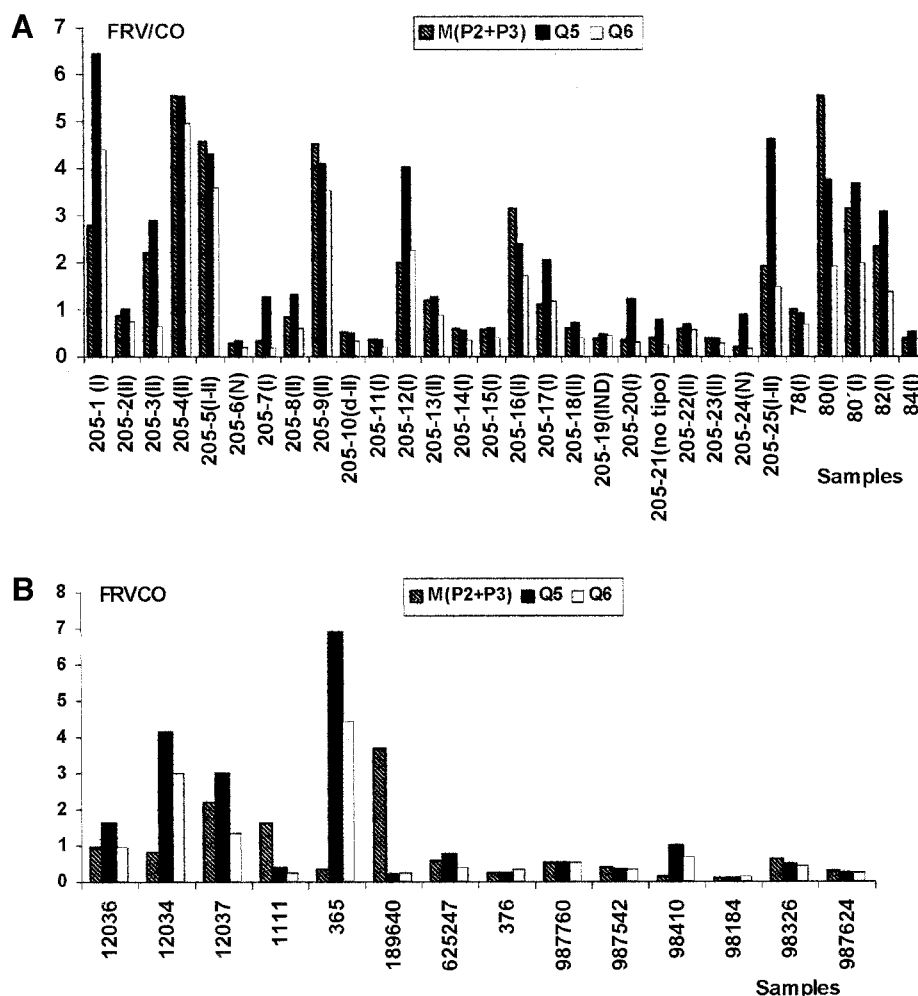 A
FRV/CO
M(P2+P3) Q5 Q6
7
6
5
4
3
2
1
0
205-1 (I)
205-2(II)
205-3(II)
205-4(II)
205-5(I-II)
205-6(N)
205-7(I)
205-8(II)
205-9(II)
205-10(d-II)
205-11(I)
205-12(I)
205-13(II)
205-14(I)
205-15(I)
205-16(II)
205-17(I)
205-18(II)
205-19(IND)
205-20(I)
205-21(no tipo)
205-22(II)
205-23(II)
205-24(N)
205-25(I-II)
78(I)
80(I)
80´(I)
82(I)
84(I)
Samples
B
FRVCO
M(P2+P3) Q5 Q6
8
7
6
5
4
3
2
1
0
12036
12034
12037
1111
365
189640
625247
376
987760
987542
98410
98184
98326
987624
Samples